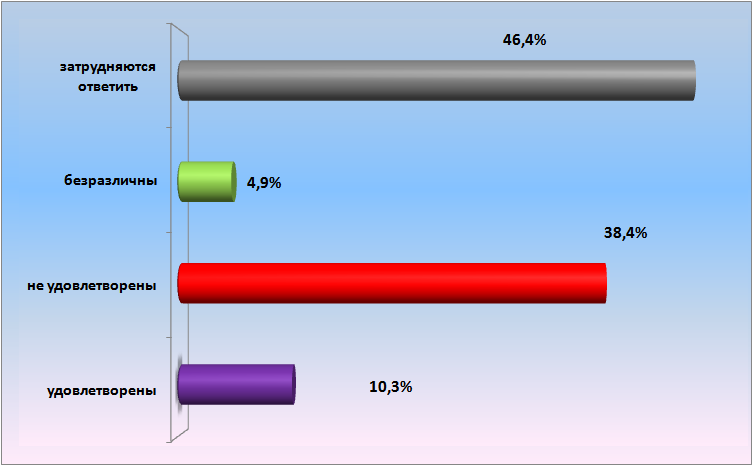 46,4%
затрудняются
ответить
безразличны
4,9%
38,4%
не удовлетворены
удовлетворены
10,3%